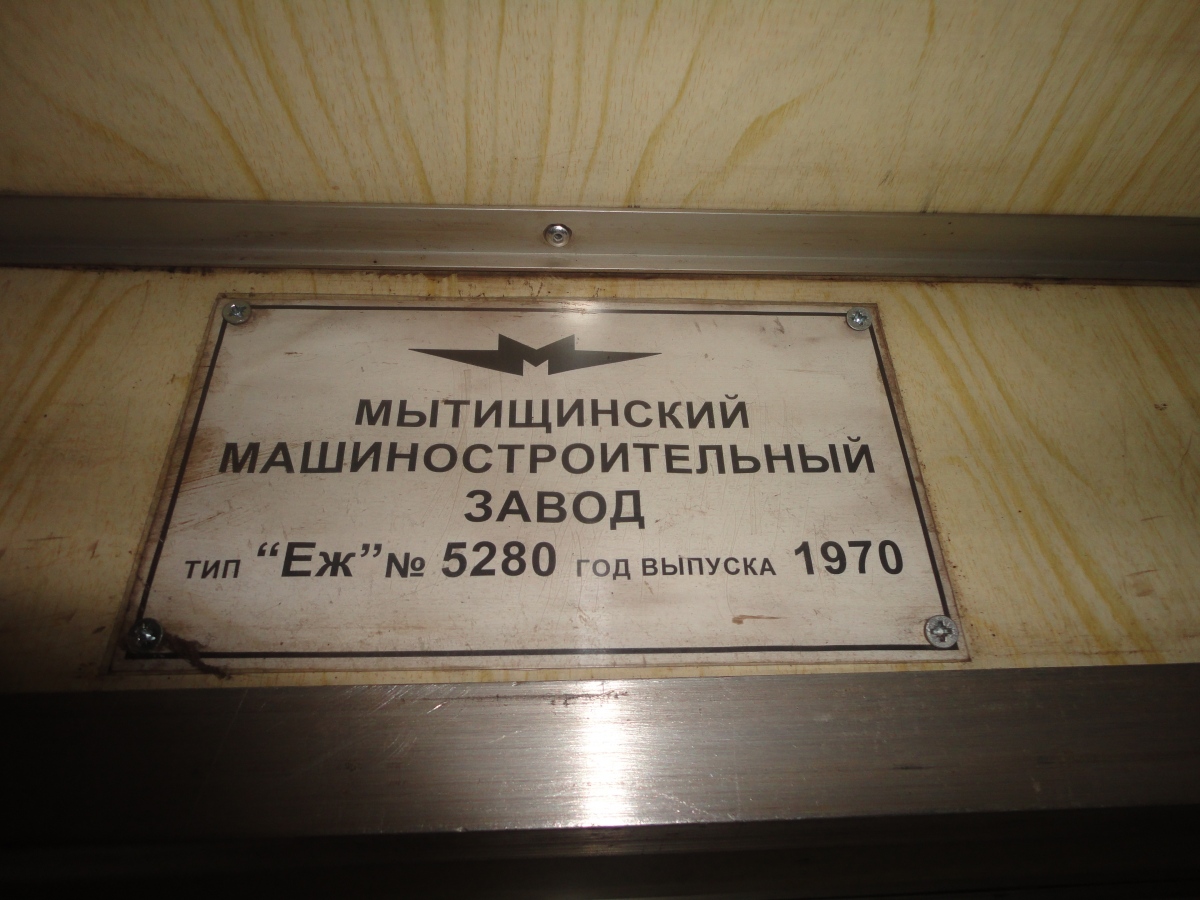 МЫТИЩИНСКИЙ
МАШИНОСТРОИТЕЛЬНЫЙ
ЗАВОД
ТИП “Еж” № 5280 ГОД ВЫПУСКА 1970